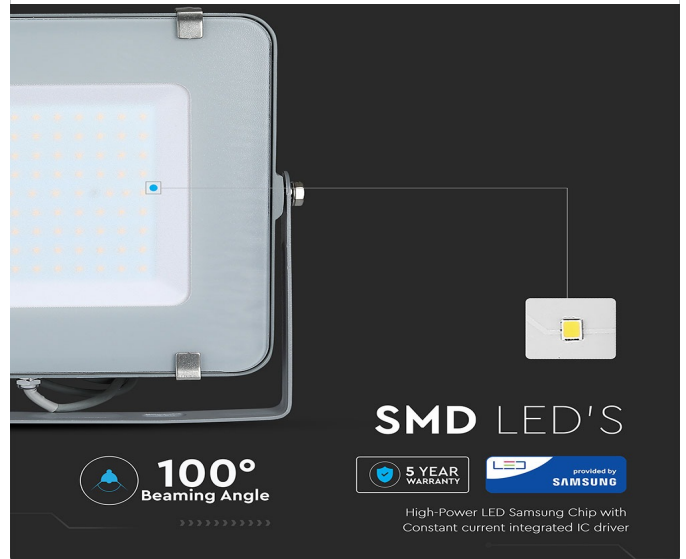 SMD LED'S
100°
Beaming Angle
5 YEAR
WARRANTY
LED
provided by
SAMSUNG
High-Power LED Samsung Chip with
Constant current integrated IC driver